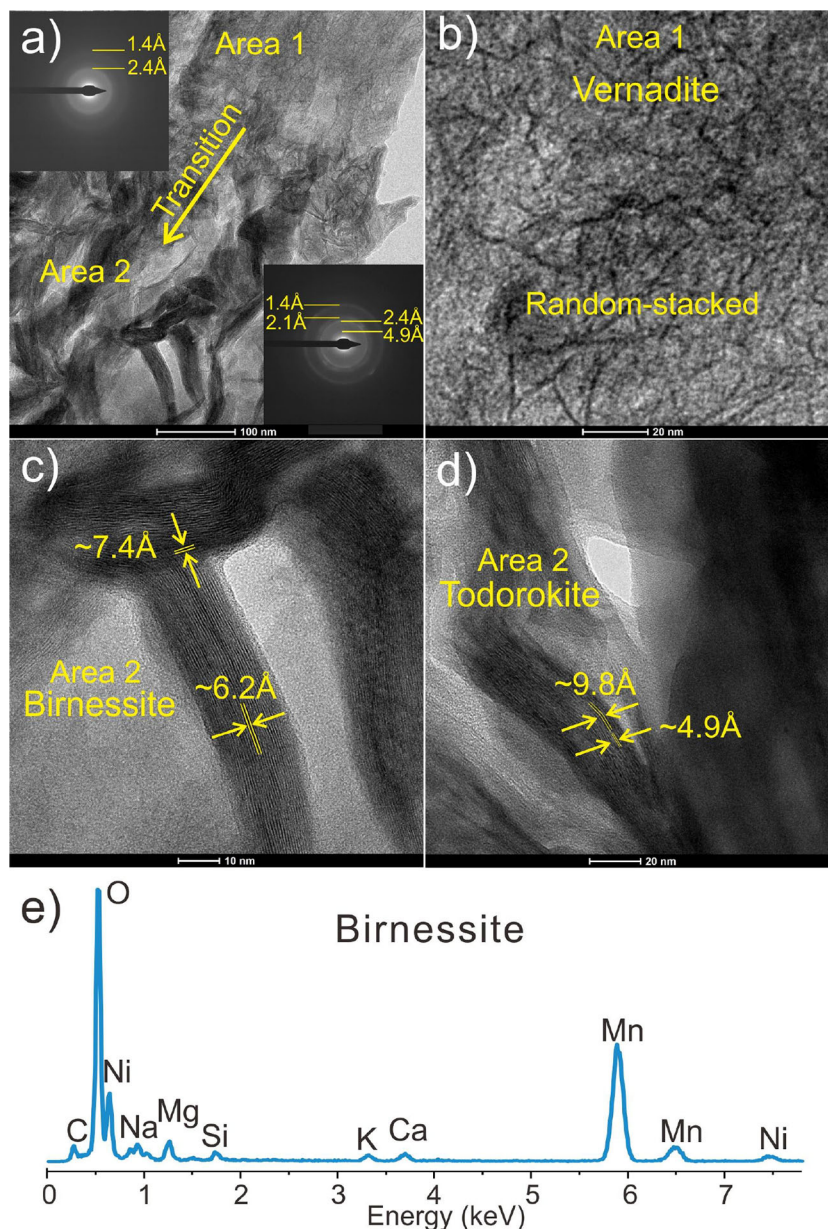 a)
1.4Å
2.4Å
Area 1
Transition
Area 2
1.4Å
2.1Å
2.4Å
4.9Å
100 nm
b)
Area 1
Vernadite
Random-stacked
20 nm
c)
~7.4Å
Area 2
Birnessite
~6.2Å
10 nm
d)
Area 2
Todorokite
~9.8Å
~4.9Å
20 nm
e)
Birnessite
O
Ni
C
Na
Mg
Si
K
Ca
Mn
Mn
Ni
0 1 2 3 4 5 6 7
Energy (keV)